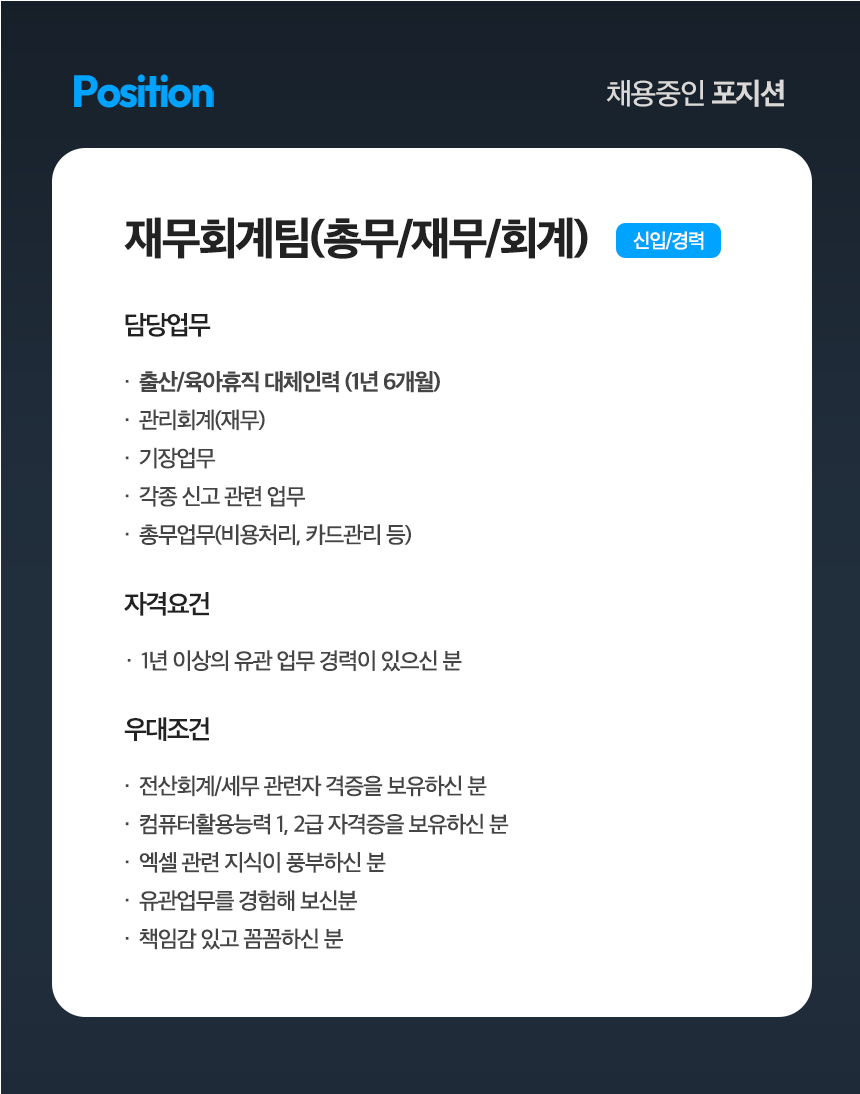 Position
채용중인 포지션
재무회계팀(총무/재무/회계) 신입/경력
담당업무
· 출산/육아휴직 대체인력 (1년 6개월)
· 관리회계(재무)
· 기장업무
· 각종 신고 관련 업무
· 총무업무(비용처리, 카드관리 등)
자격요건
· 1년 이상의 유관 업무 경력이 있으신 분
우대조건
· 전산회계/세무 관련자 격증을 보유하신 분
· 컴퓨터활용능력 1, 2급 자격증을 보유하신 분
· 엑셀 관련 지식이 풍부하신 분
· 유관업무를 경험해 보신분
· 책임감 있고 꼼꼼하신 분